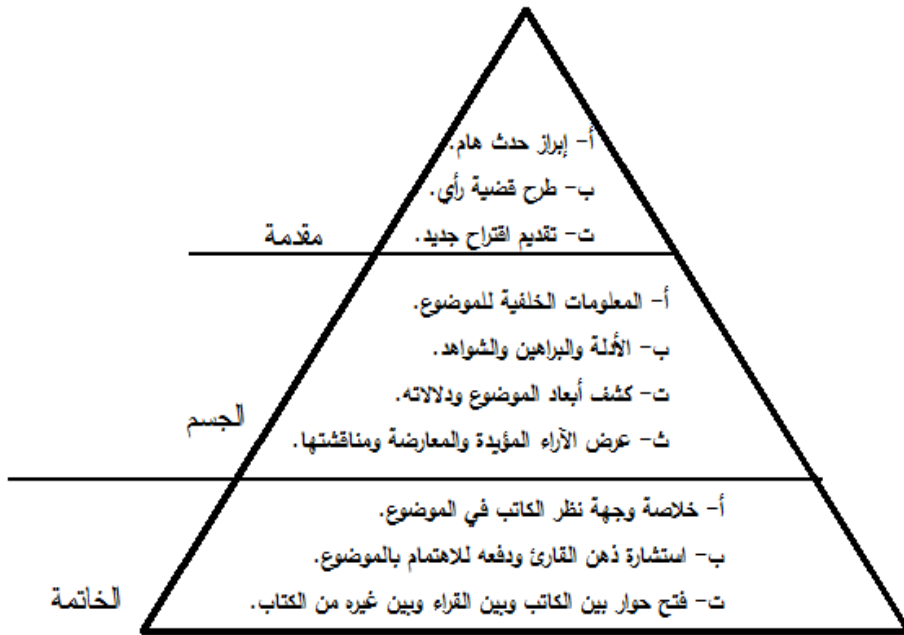 أ- إبراز حدث هام.
ب- طرح قضية رأي.
ت- تقديم اقتراح جديد.
مقدمة
أ- المعلومات الخلفية للموضوع.
ب- الأدلة والبراهين والشواهد.
ت- كشف أبعاد الموضوع ودلالاته.
ث- عرض الآراء المؤيدة والمعارضة ومناقشتها.
الجسم
أ- خلاصة وجهة نظر الكاتب في الموضوع.
ب- استشارة ذهن القارئ ودفعه للاهتمام بالموضوع.
ت- فتح حوار بين الكاتب وبين القراء وبين غيره من الكتاب.
الخاتمة